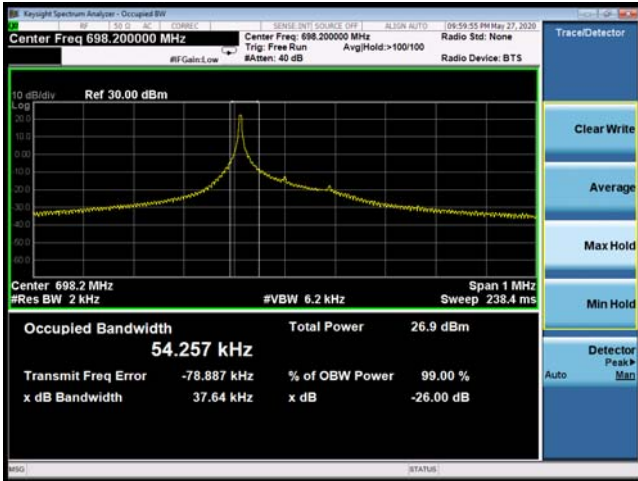 Keysight Spectrum Analyzer - Occupied BW
RF 50 Ω AC CORREC SENSE:INT SOURCE OFF ALIGN AUTO 09:59:55 PM May 27, 2020
Center Freq 698.200000 MHz
Center Freq: 698.200000 MHz
Radio Std: None
Trig: Free Run Avg|Hold:>100/100
#IFGain:Low #Atten: 40 dB
Radio Device: BTS
Trace/Detector
10 dB/div Ref 30.00 dBm
Log
20.0
10.0
0.00
-10.0
-20.0
-30.0
-40.0
-50.0
-60.0
Center 698.2 MHz Span 1 MHz
#Res BW 2 kHz #VBW 6.2 kHz Sweep 238.4 ms
Occupied Bandwidth Total Power 26.9 dBm
54.257 kHz
Transmit Freq Error -78.887 kHz % of OBW Power 99.00 %
x dB Bandwidth 37.64 kHz x dB -26.00 dB
Clear Write
Average
Max Hold
Min Hold
Detector
Peak▶
Auto Man
MSG STATUS